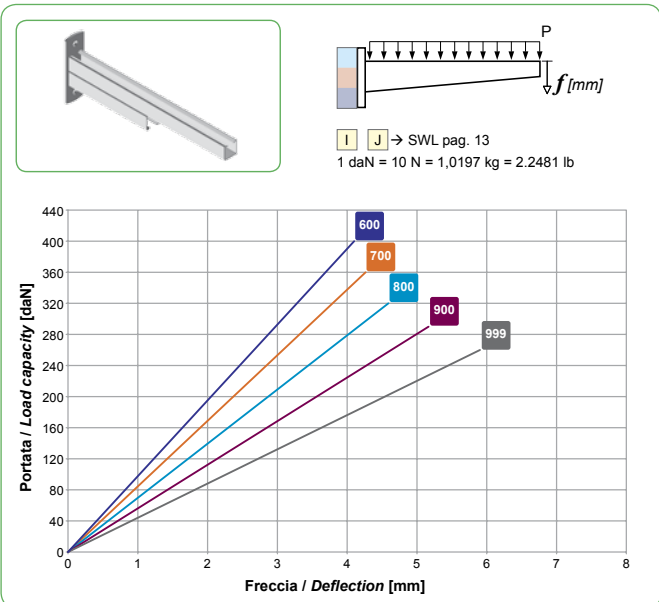 P
f [mm]
I J → SWL pag. 13
1 daN = 10 N = 1,0197 kg = 2.2481 lb
Portata / Load capacity [daN]
440
400
360
320
280
240
200
160
120
80
40
0
600
700
800
900
999
0 1 2 3 4 5 6 7 8
Freccia / Deflection [mm]